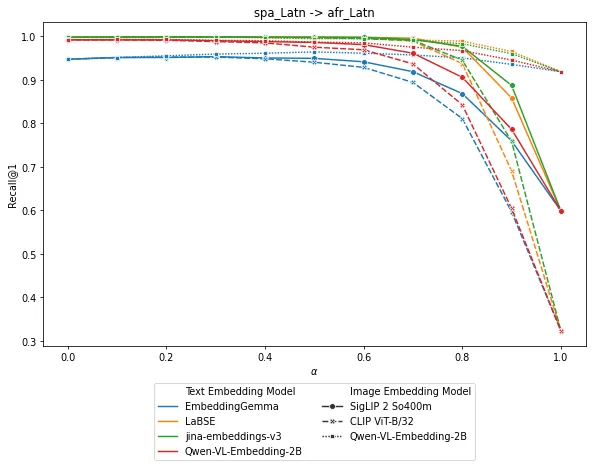 spa_Latn -> afr_Latn
Recall@1
1.0
0.9
0.8
0.7
0.6
0.5
0.4
0.3
0.0 0.2 0.4 0.6 0.8 1.0
α
Text Embedding Model Image Embedding Model
EmbeddingGemma SigLIP 2 So400m
LaBSE CLIP ViT-B/32
jina-embeddings-v3 Qwen-VL-Embedding-2B
Qwen-VL-Embedding-2B